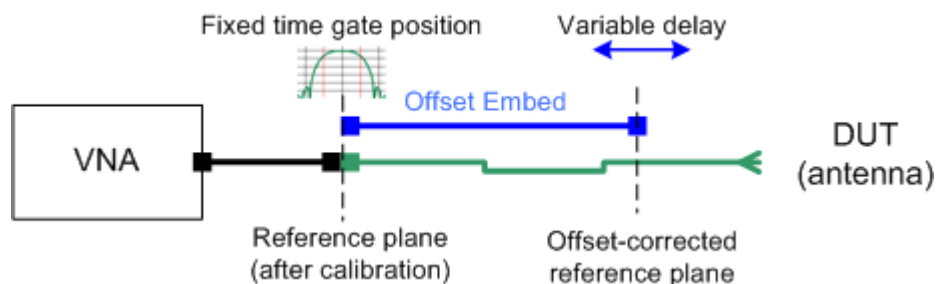 Fixed time gate position
Variable delay
Offset Embed
VNA
DUT
(antenna)
Reference plane
(after calibration)
Offset-corrected
reference plane